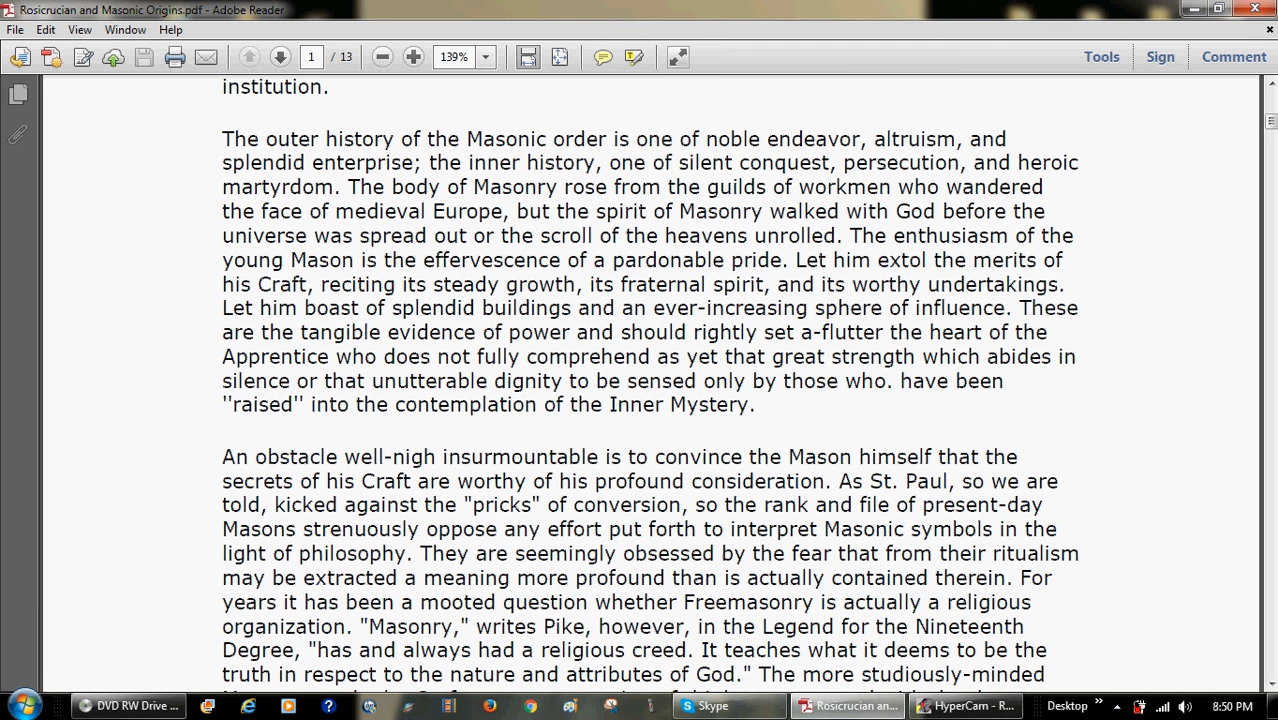 Rosicrucian and Masonic Origins.pdf - Adobe Reader
File Edit View Window Help
1 / 13 139% Tools Sign Comment
institution.
The outer history of the Masonic order is one of noble endeavor, altruism, and
splendid enterprise; the inner history, one of silent conquest, persecution, and heroic
martyrdom. The body of Masonry rose from the guilds of workmen who wandered
the face of medieval Europe, but the spirit of Masonry walked with God before the
universe was spread out or the scroll of the heavens unrolled. The enthusiasm of the
young Mason is the effervescence of a pardonable pride. Let him extol the merits of
his Craft, reciting its steady growth, its fraternal spirit, and its worthy undertakings.
Let him boast of splendid buildings and an ever-increasing sphere of influence. These
are the tangible evidence of power and should rightly set a-flutter the heart of the
Apprentice who does not fully comprehend as yet that great strength which abides in
silence or that unutterable dignity to be sensed only by those who. have been
''raised'' into the contemplation of the Inner Mystery.
An obstacle well-nigh insurmountable is to convince the Mason himself that the
secrets of his Craft are worthy of his profound consideration. As St. Paul, so we are
told, kicked against the "pricks" of conversion, so the rank and file of present-day
Masons strenuously oppose any effort put forth to interpret Masonic symbols in the
light of philosophy. They are seemingly obsessed by the fear that from their ritualism
may be extracted a meaning more profound than is actually contained therein. For
years it has been a mooted question whether Freemasonry is actually a religious
organization. "Masonry," writes Pike, however, in the Legend for the Nineteenth
Degree, "has and always had a religious creed. It teaches what it deems to be the
truth in respect to the nature and attributes of God." The more studiously-minded
DVD RW Drive ... Skype Rosicrucian an... HyperCam - R... Desktop 8:50 PM